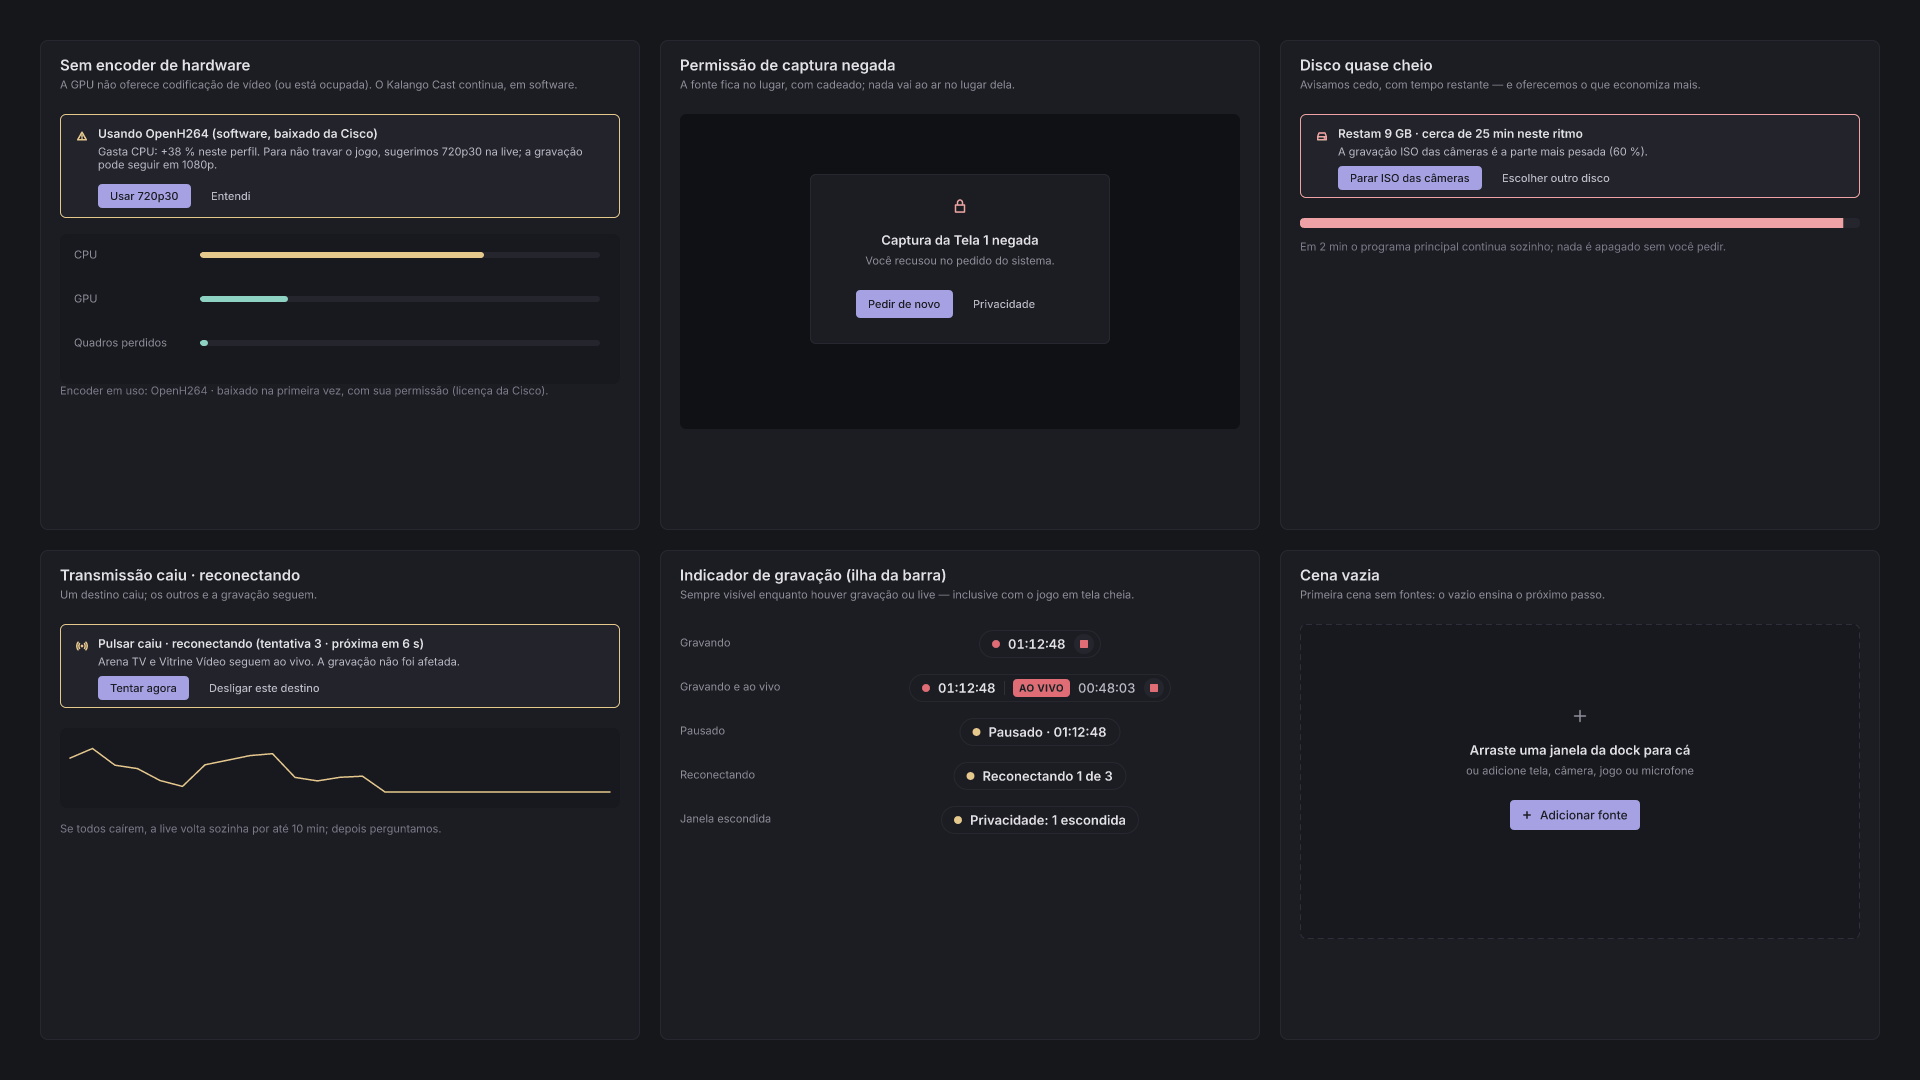 Sem encoder de hardware
A GPU não oferece codificação de vídeo (ou está ocupada). O Kalango Cast continua, em software.
Usando OpenH264 (software, baixado da Cisco)
Gasta CPU: +38 % neste perfil. Para não travar o jogo, sugerimos 720p30 na live; a gravação
pode seguir em 1080p.
Usar 720p30 Entendi
CPU
GPU
Quadros perdidos
Encoder em uso: OpenH264 · baixado na primeira vez, com sua permissão (licença da Cisco).
Permissão de captura negada
A fonte fica no lugar, com cadeado; nada vai ao ar no lugar dela.
Captura da Tela 1 negada
Você recusou no pedido do sistema.
Pedir de novo Privacidade
Disco quase cheio
Avisamos cedo, com tempo restante — e oferecemos o que economiza mais.
Restam 9 GB · cerca de 25 min neste ritmo
A gravação ISO das câmeras é a parte mais pesada (60 %).
Parar ISO das câmeras Escolher outro disco
Em 2 min o programa principal continua sozinho; nada é apagado sem você pedir.
Transmissão caiu · reconectando
Um destino caiu; os outros e a gravação seguem.
Pulsar caiu · reconectando (tentativa 3 · próxima em 6 s)
Arena TV e Vitrine Vídeo seguem ao vivo. A gravação não foi afetada.
Tentar agora Desligar este destino
Se todos caírem, a live volta sozinha por até 10 min; depois perguntamos.
Indicador de gravação (ilha da barra)
Sempre visível enquanto houver gravação ou live — inclusive com o jogo em tela cheia.
Gravando 01:12:48
Gravando e ao vivo 01:12:48 AO VIVO 00:48:03
Pausado Pausado · 01:12:48
Reconectando Reconectando 1 de 3
Janela escondida Privacidade: 1 escondida
Cena vazia
Primeira cena sem fontes: o vazio ensina o próximo passo.
Arraste uma janela da dock para cá
ou adicione tela, câmera, jogo ou microfone
Adicionar fonte